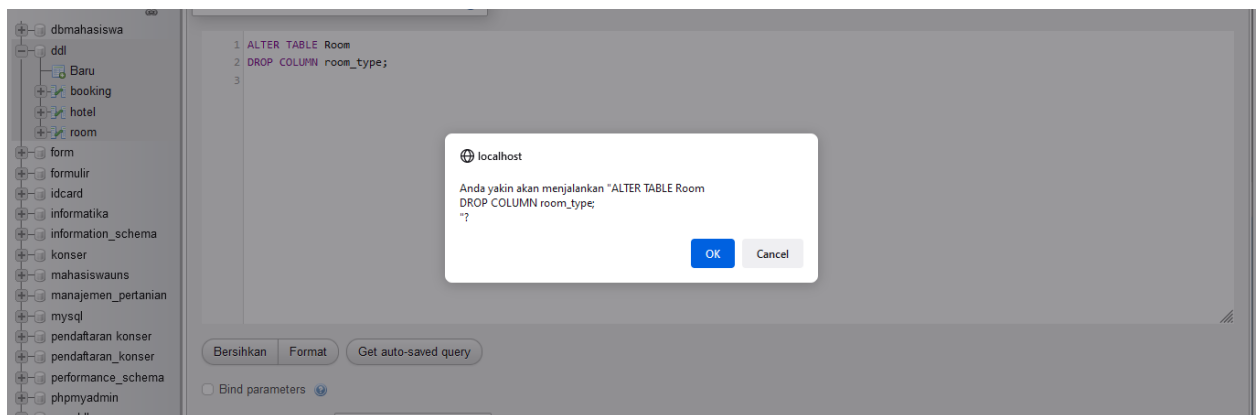 dbmahasiswa
ddl
Baru
booking
hotel
room
form
formulir
idcard
informatika
information_schema
konser
mahasiswauns
manajemen_pertanian
mysql
pendaftaran konser
pendaftaran_konser
performance_schema
phpmyadmin
1 ALTER TABLE Room
2 DROP COLUMN room_type;
3
localhost
Anda yakin akan menjalankan "ALTER TABLE Room
DROP COLUMN room_type;
"?
OK Cancel
Bersihkan Format Get auto-saved query
Bind parameters